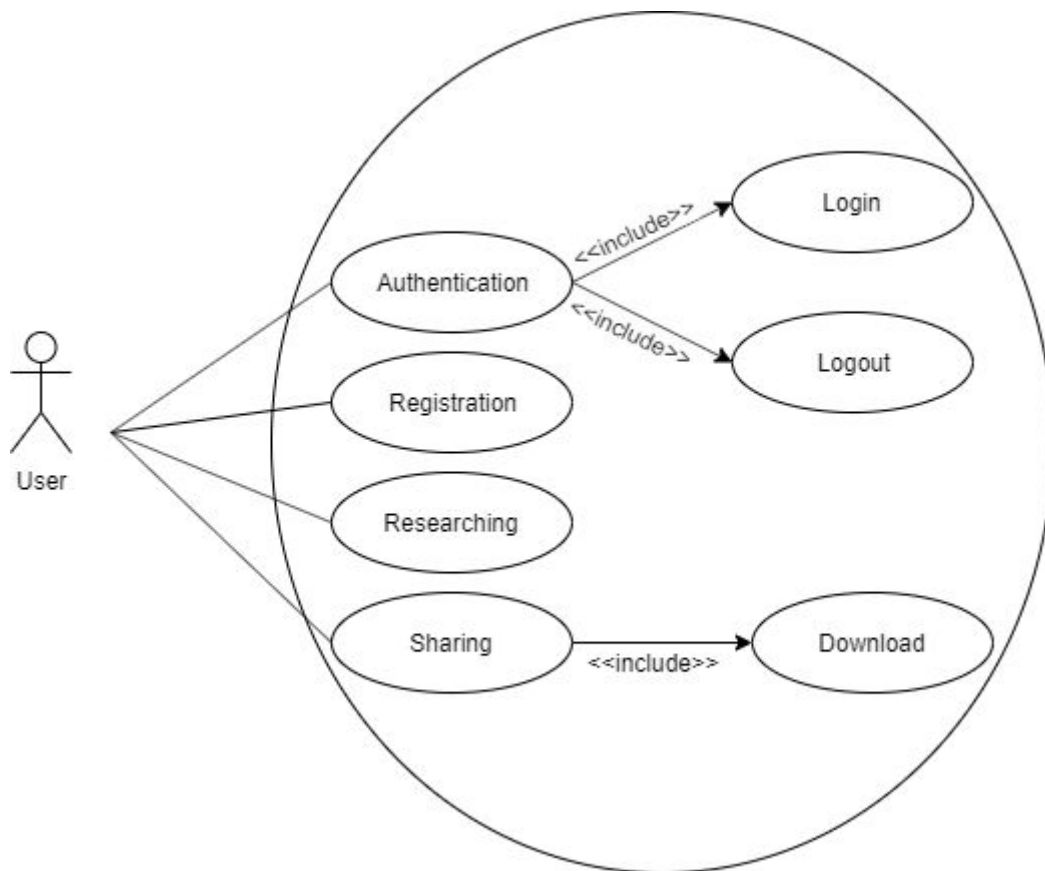 Login
<<include>>
Authentication
<<include>>
Logout
Registration
User
Researching
Sharing
<<include>>
Download